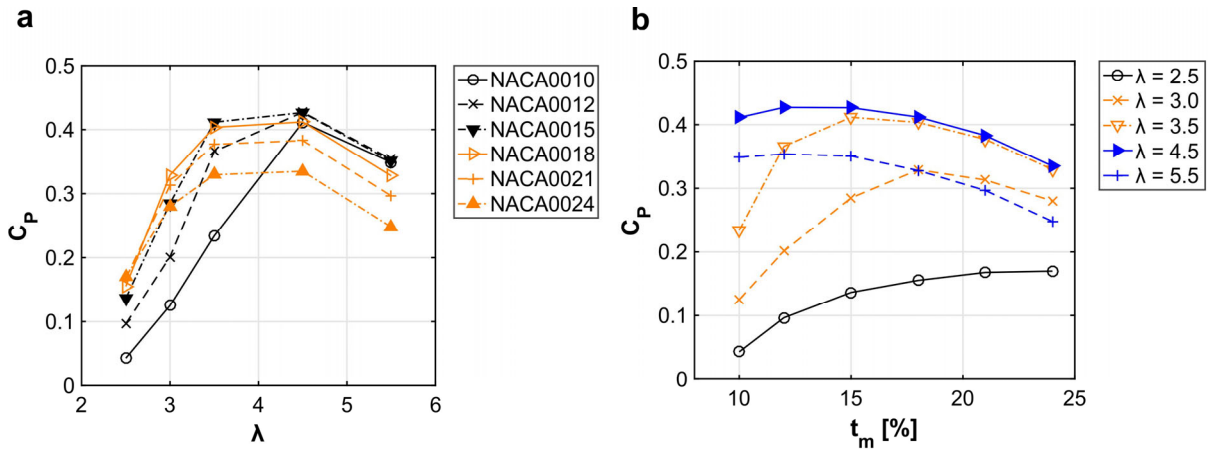 a
C_P
0.5
0.4
0.3
0.2
0.1
0
2
3
4
5
6
λ
NACA0010
NACA0012
NACA0015
NACA0018
NACA0021
NACA0024
b
C_P
0.5
0.4
0.3
0.2
0.1
0
10
15
20
25
t_m [%]
λ = 2.5
λ = 3.0
λ = 3.5
λ = 4.5
λ = 5.5